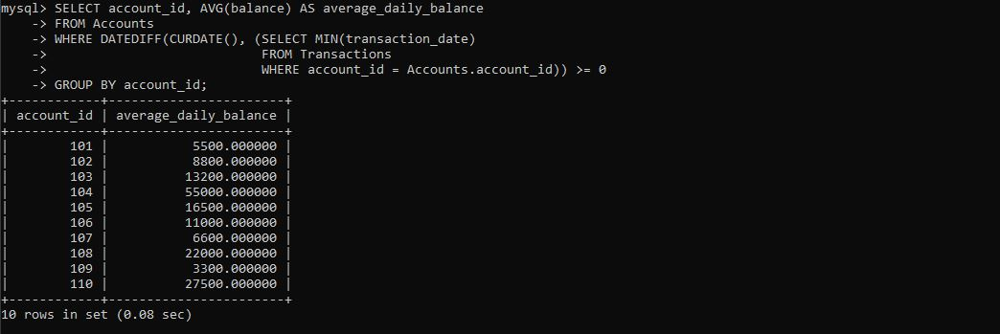 mysql> SELECT account_id, AVG(balance) AS average_daily_balance
    -> FROM Accounts
    -> WHERE DATEDIFF(CURDATE(), (SELECT MIN(transaction_date)
    ->                            FROM Transactions
    ->                            WHERE account_id = Accounts.account_id)) >= 0
    -> GROUP BY account_id;
+------------+-----------------------+
| account_id | average_daily_balance |
+------------+-----------------------+
|        101 |           5500.000000 |
|        102 |           8800.000000 |
|        103 |          13200.000000 |
|        104 |          55000.000000 |
|        105 |          16500.000000 |
|        106 |          11000.000000 |
|        107 |           6600.000000 |
|        108 |          22000.000000 |
|        109 |           3300.000000 |
|        110 |          27500.000000 |
+------------+-----------------------+
10 rows in set (0.08 sec)